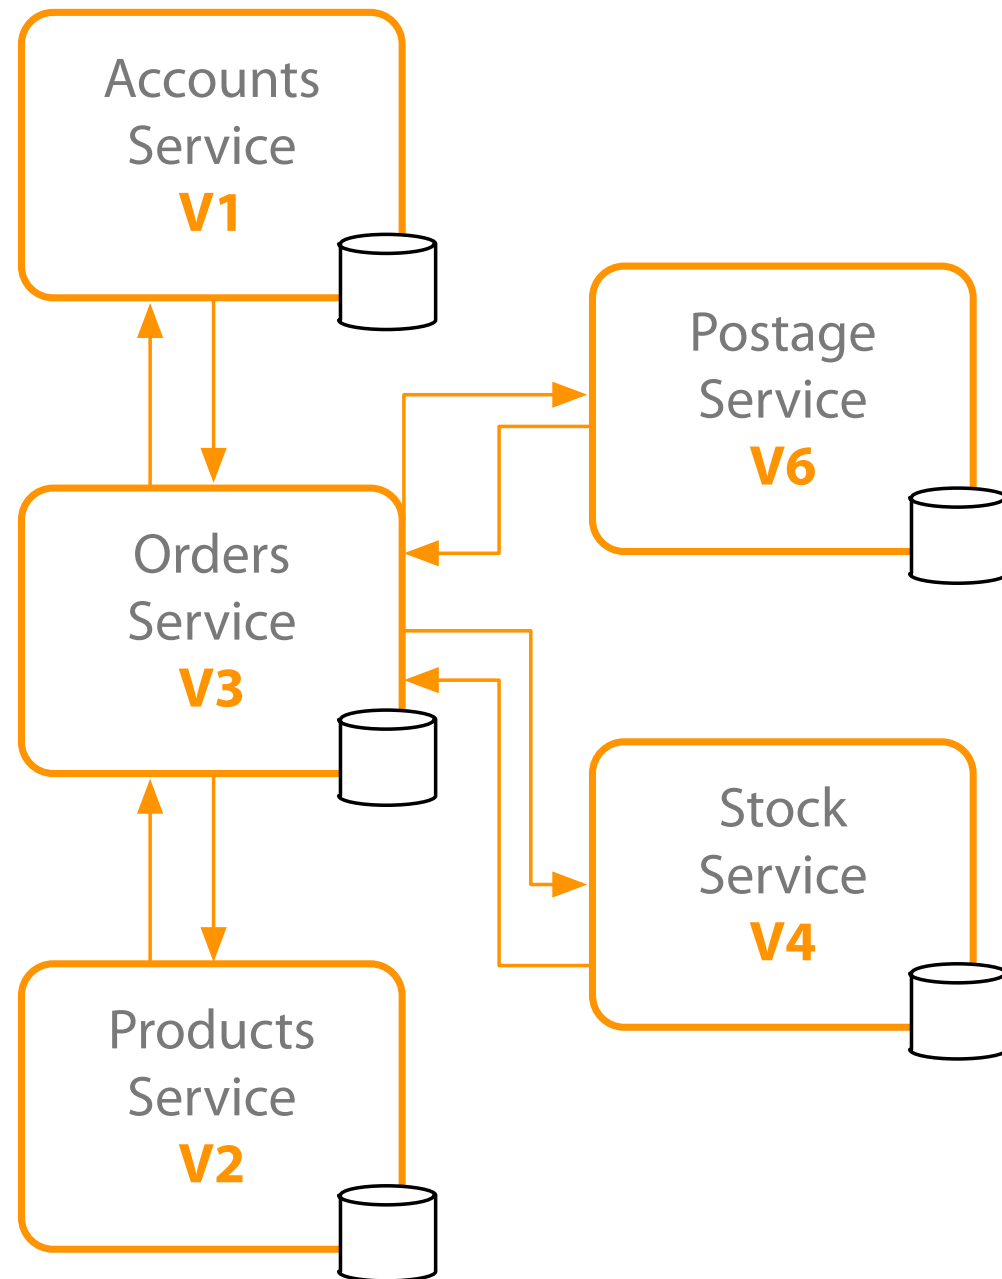 Accounts
Service
V1
Postage
Service
V6
Orders
Service
V3
Stock
Service
V4
Products
Service
V2